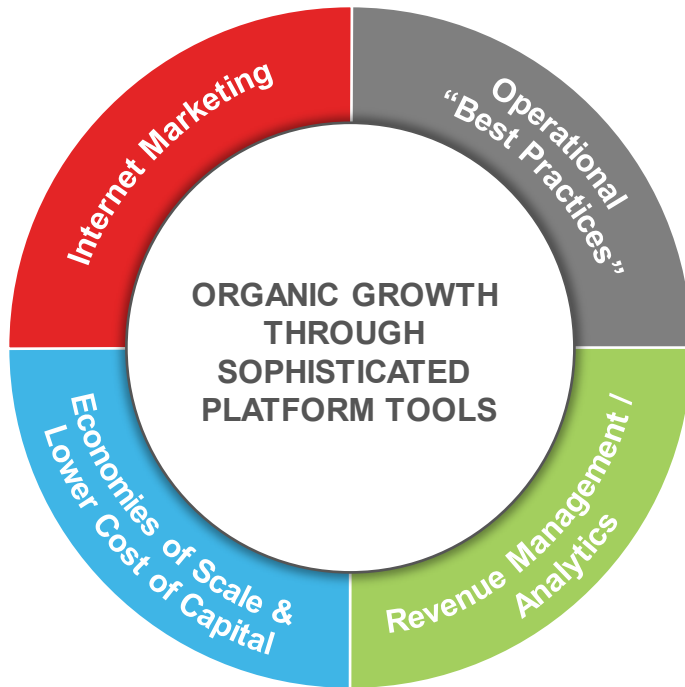 Internet Marketing
Operational
“Best Practices”
ORGANIC GROWTH
THROUGH
SOPHISTICATED
PLATFORM TOOLS
Economies of Scale &
Lower Cost of Capital
Revenue Management /
Analytics